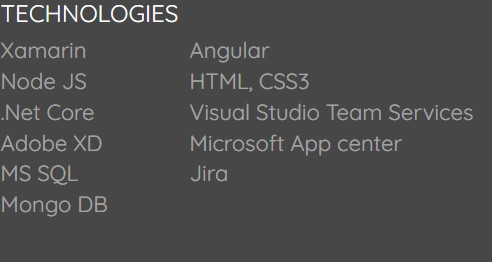 TECHNOLOGIES
Xamarin
Node JS
.Net Core
Adobe XD
MS SQL
Mongo DB
Angular
HTML, CSS3
Visual Studio Team Services
Microsoft App center
Jira